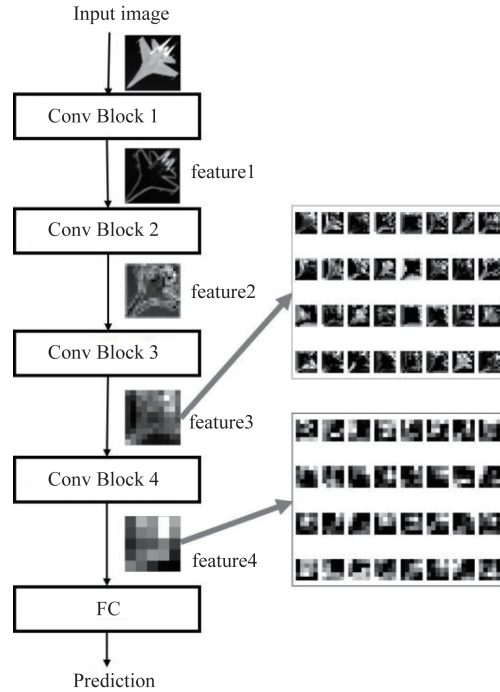 Input image
Conv Block 1
feature1
Conv Block 2
feature2
Conv Block 3
feature3
Conv Block 4
feature4
FC
Prediction